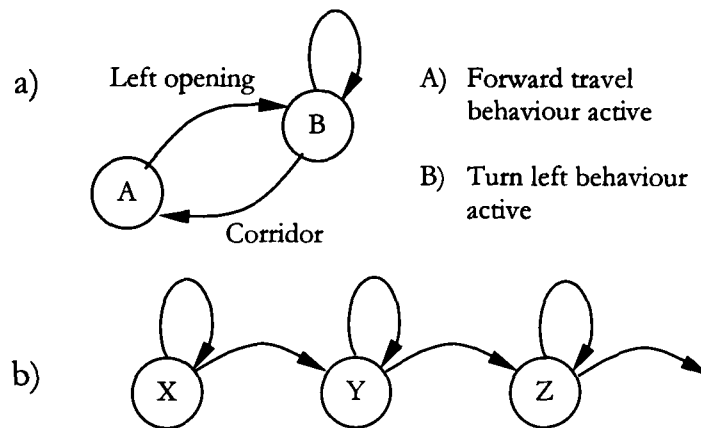 a)
Left opening
B
A
Corridor
A) Forward travel
behaviour active
B) Turn left behaviour
active
b)
X
Y
Z